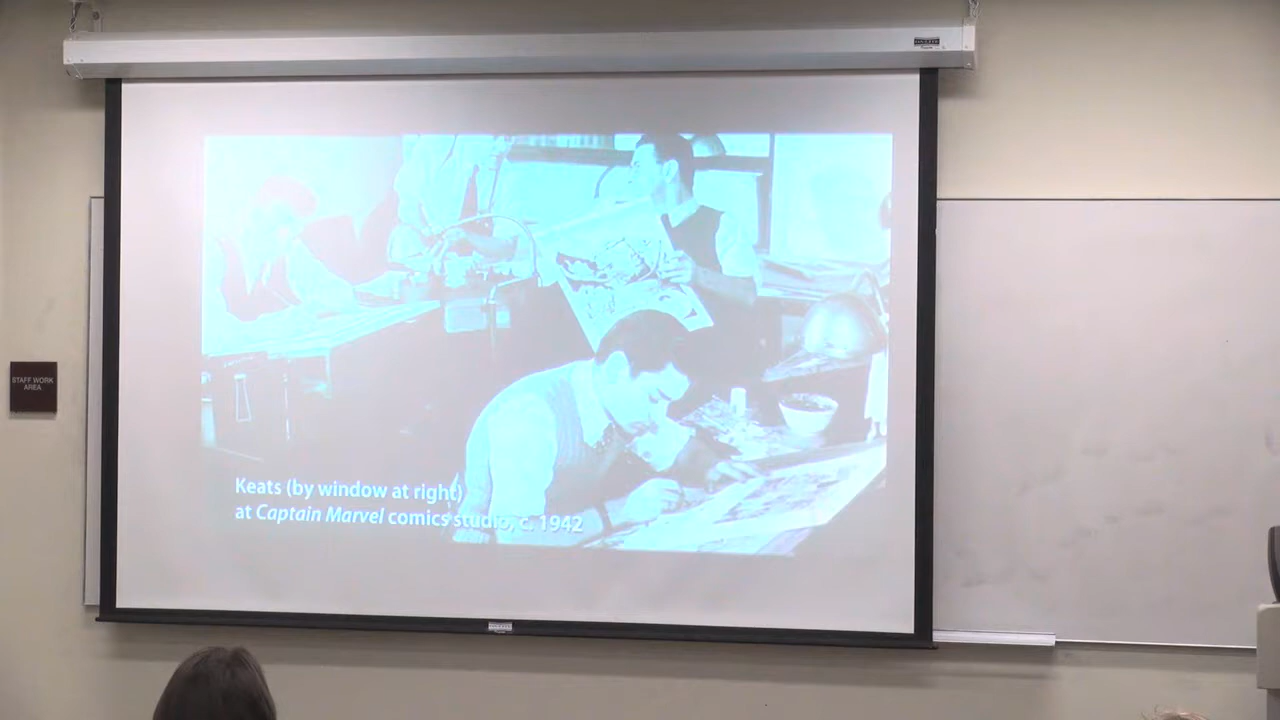 STAFF WORK
AREA
Keats (by window at right)
at Captain Marvel comics studio, c. 1942